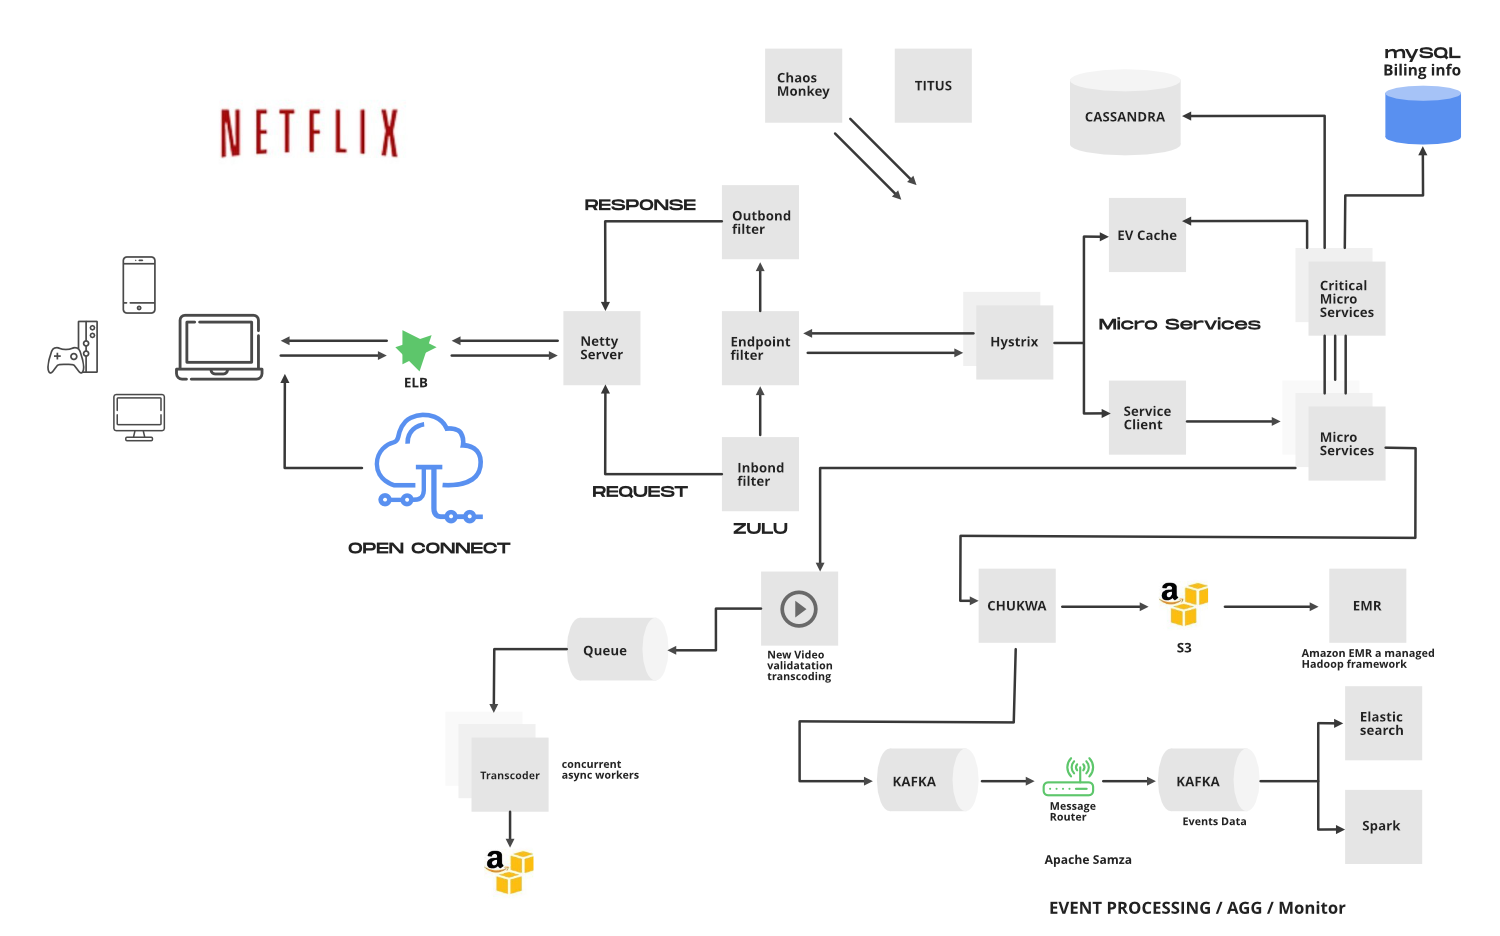 NETFLIX
Chaos
Monkey
TITUS
CASSANDRA
mySQL
Biling info
RESPONSE
Outbond
filter
EV Cache
Critical
Micro
Services
Micro Services
Netty
Server
Endpoint
filter
Hystrix
ELB
Service
Client
Micro
Services
Inbond
filter
REQUEST
ZULU
OPEN CONNECT
New Video
validatation
transcoding
Queue
CHUKWA
a
S3
EMR
Amazon EMR a managed
Hadoop framework
Transcoder
concurrent
async workers
a
KAFKA
Message
Router
KAFKA
Events Data
Elastic
search
Spark
Apache Samza
EVENT PROCESSING / AGG / Monitor